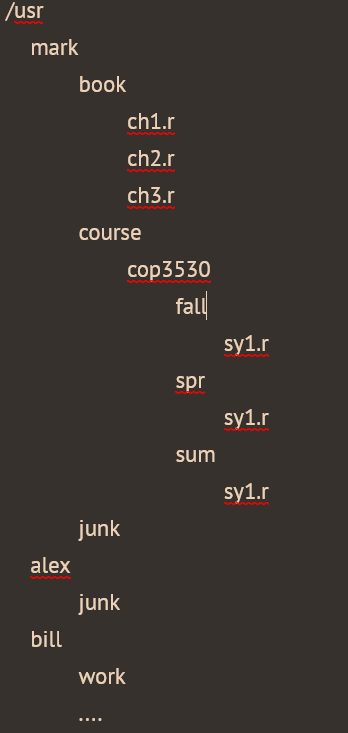 /usr
mark
book
ch1.r
ch2.r
ch3.r
course
cop3530
fall
sy1.r
spr
sy1.r
sum
sy1.r
junk
alex
junk
bill
work
....